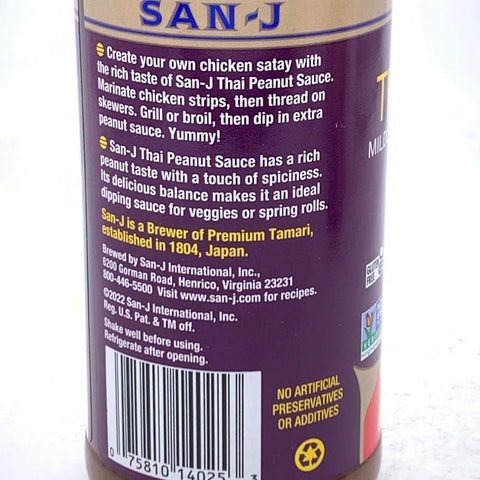 SAN-J
Create your own chicken satay with
the rich taste of San-J Thai Peanut Sauce.
Marinate chicken strips, then thread on
skewers. Grill or broil, then dip in extra
peanut sauce. Yummy!
San-J Thai Peanut Sauce has a rich
peanut taste with a touch of spiciness.
Its delicious balance makes it an ideal
dipping sauce for veggies or spring rolls.
San-J is a Brewer of Premium Tamari,
established in 1804, Japan.
Brewed by San-J International, Inc.,
6200 Gorman Road, Henrico, Virginia 23231
800-446-5500 Visit www.san-j.com for recipes.
©2022 San-J International, Inc.
Reg. U.S. Pat. & TM off.
Shake well before using.
Refrigerate after opening.
NO ARTIFICIAL
PRESERVATIVES
OR ADDITIVES
0 75810 14025 3
T
MILD